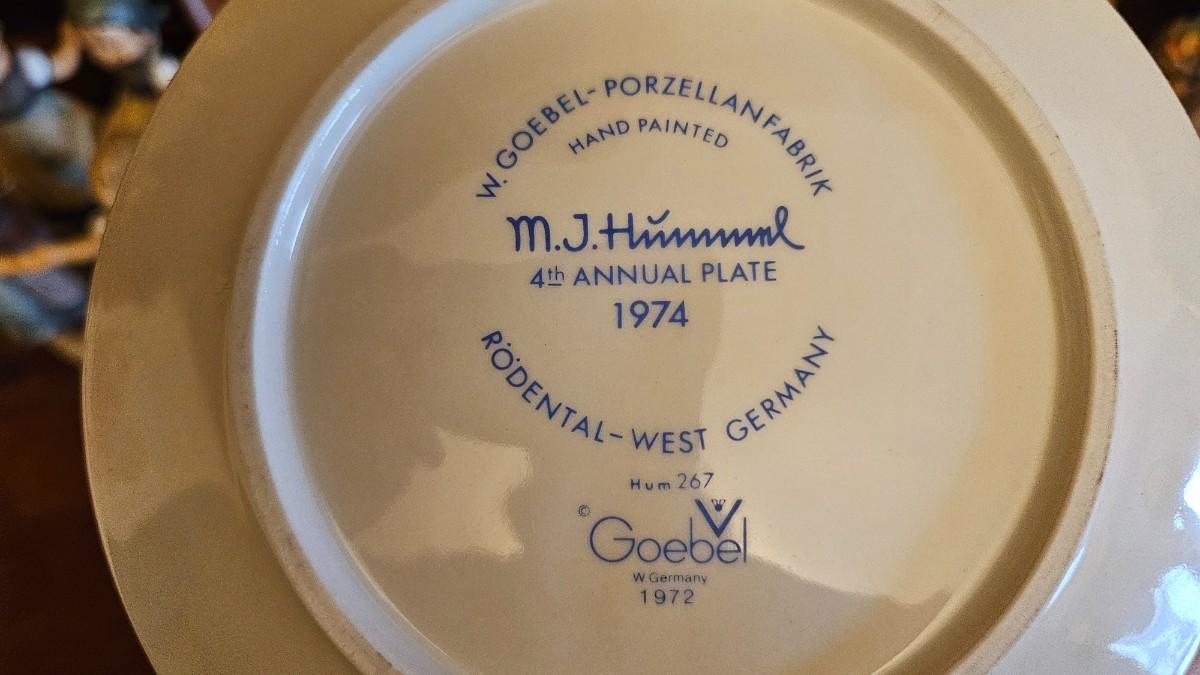 W. GOEBEL-PORZELLANFABRIK
HAND PAINTED
M.J.Hummel
4th ANNUAL PLATE
1974
RÖDENTAL-WEST GERMANY
Hum 267
© Goebel
W Germany
1972